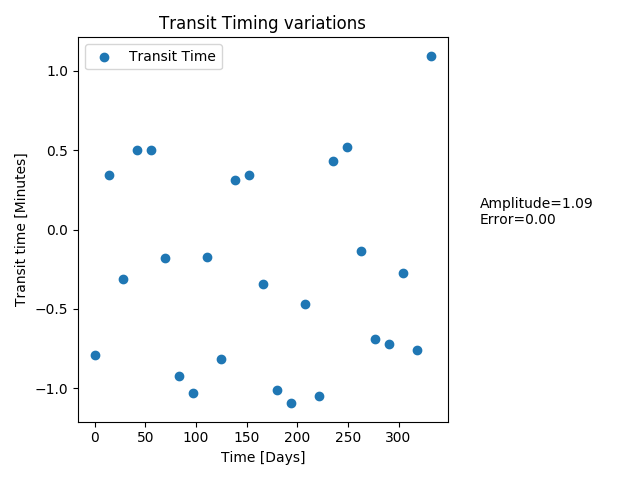 Transit Timing variations
Transit Time
1.0
0.5
0.0
−0.5
−1.0
Transit time [Minutes]
Amplitude=1.09
Error=0.00
0 50 100 150 200 250 300
Time [Days]